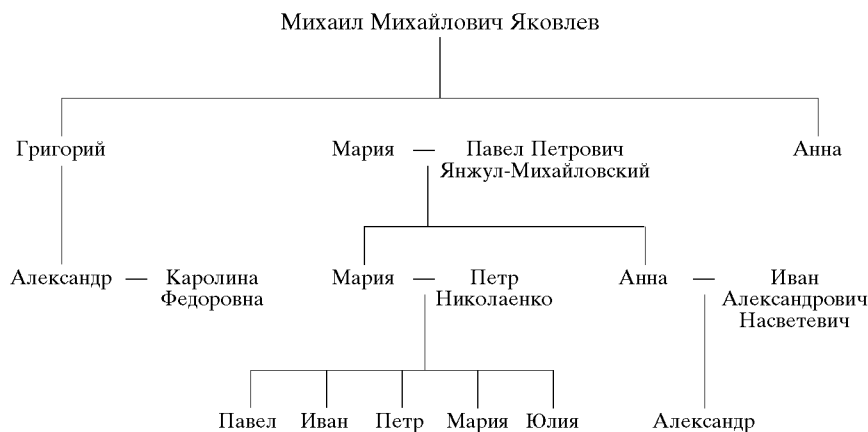 Михаил Михайлович Яковлев
Григорий
Мария — Павел Петрович
Янжул-Михайловский
Анна
Александр — Каролина
Федоровна
Мария — Петр
Николаенко
Анна — Иван
Александрович
Насветевич
Павел Иван Петр Мария Юлия Александр